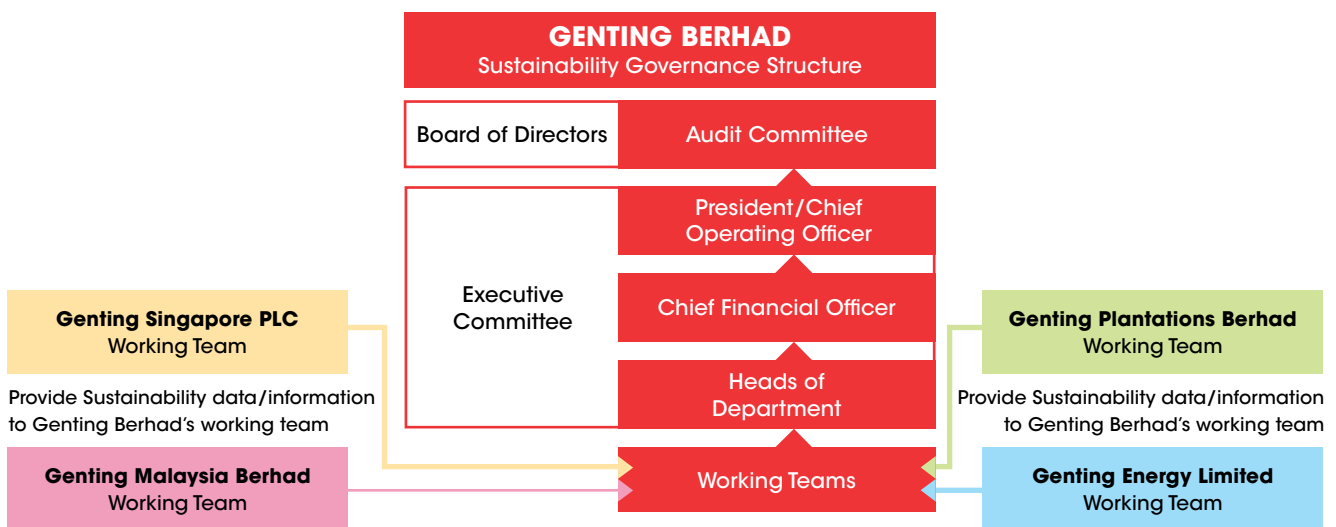 GENTING BERHAD
Sustainability Governance Structure
Board of Directors
Audit Committee
President/Chief
Operating Officer
Executive
Committee
Chief Financial Officer
Heads of
Department
Working Teams
Genting Singapore PLC
Working Team
Provide Sustainability data/information
to Genting Berhad's working team
Genting Malaysia Berhad
Working Team
Genting Plantations Berhad
Working Team
Provide Sustainability data/information
to Genting Berhad's working team
Genting Energy Limited
Working Team